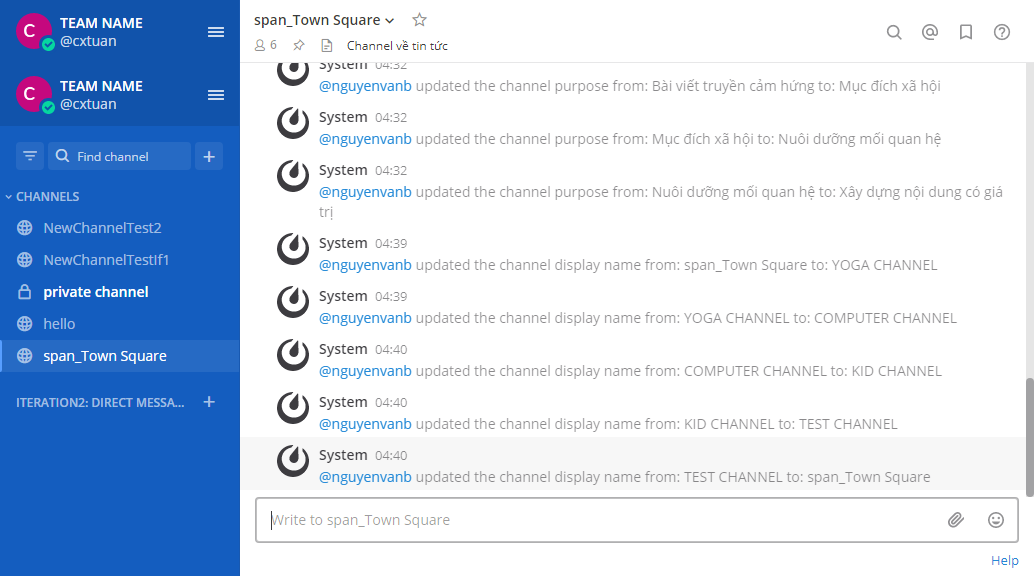 C
TEAM NAME
@cxtuan
C
TEAM NAME
@cxtuan
Find channel
CHANNELS
NewChannelTest2
NewChannelTestIf1
private channel
hello
span_Town Square
ITERATION2: DIRECT MESSA...
span_Town Square
6
Channel về tin tức
System 04:32
@nguyenvanb updated the channel purpose from: Bài viết truyền cảm hứng to: Mục đích xã hội
System 04:32
@nguyenvanb updated the channel purpose from: Mục đích xã hội to: Nuôi dưỡng mối quan hệ
System 04:32
@nguyenvanb updated the channel purpose from: Nuôi dưỡng mối quan hệ to: Xây dựng nội dung có giá
trị
System 04:39
@nguyenvanb updated the channel display name from: span_Town Square to: YOGA CHANNEL
System 04:39
@nguyenvanb updated the channel display name from: YOGA CHANNEL to: COMPUTER CHANNEL
System 04:40
@nguyenvanb updated the channel display name from: COMPUTER CHANNEL to: KID CHANNEL
System 04:40
@nguyenvanb updated the channel display name from: KID CHANNEL to: TEST CHANNEL
System 04:40
@nguyenvanb updated the channel display name from: TEST CHANNEL to: span_Town Square
Write to span_Town Square
Help